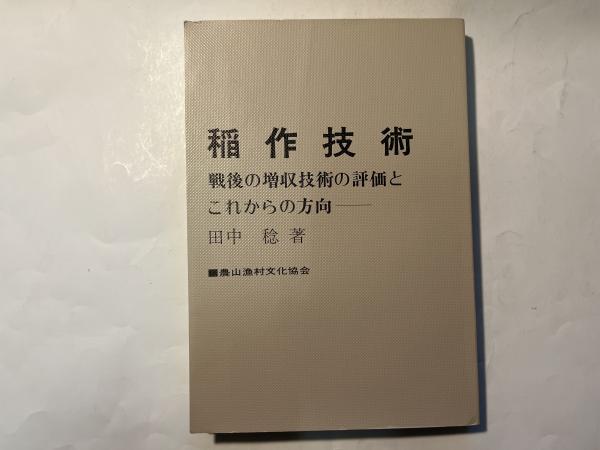 稲作技術
戦後の増収技術の評価と
これからの方向——
田中 稔 著
■農山漁村文化協会